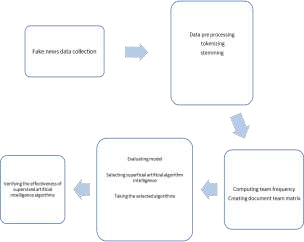 Fake news data collection
Data pre processing
tokenizing
stemming
Computing team frequency
Creating document team matrix
Evaluating model
Selecting superficial artificial algorithm
intelligence
Taking the selected algorithms
Verifying the effectiveness of
supervised artificial
intelligence algorithms